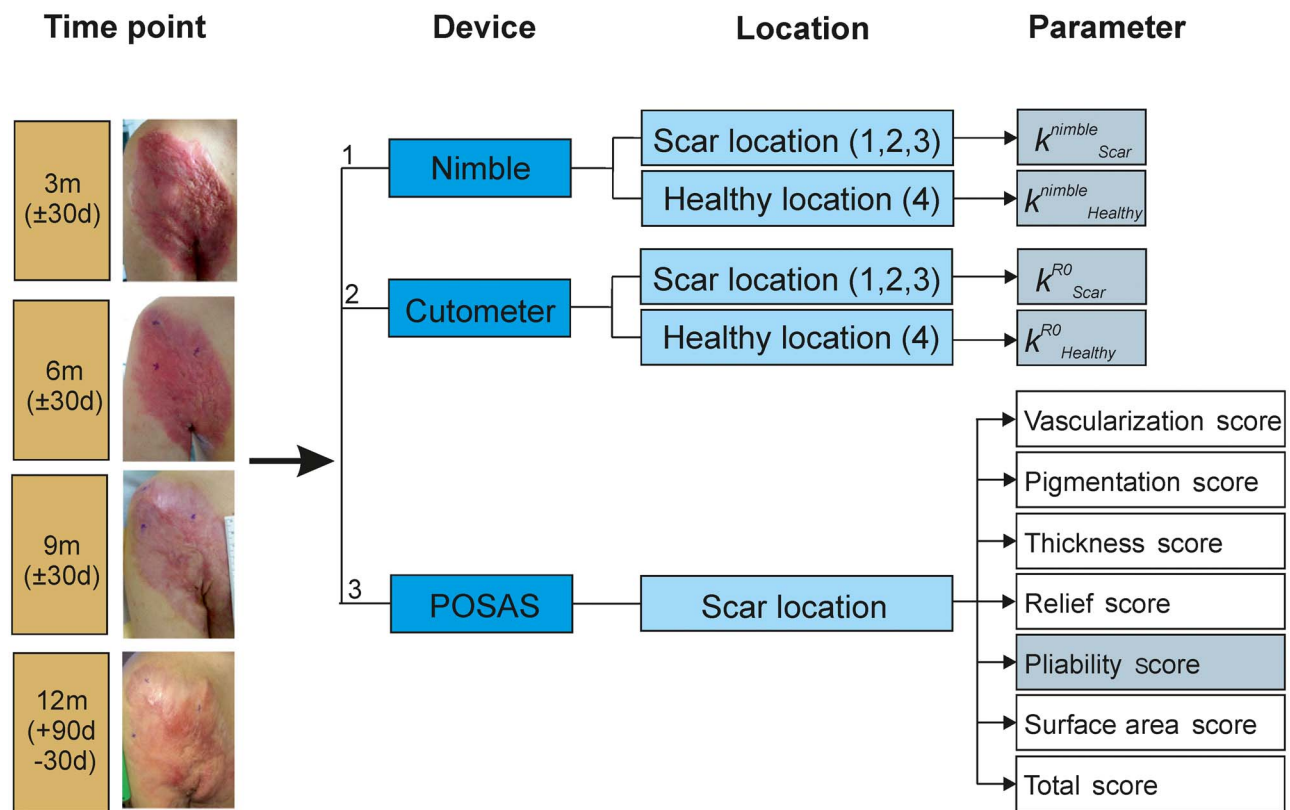 Time point Device Location Parameter
3m
(±30d)
6m
(±30d)
9m
(±30d)
12m
(+90d
-30d)
1
Nimble
Scar location (1,2,3)
k nimble Scar
Healthy location (4)
k nimble Healthy
2
Cutometer
Scar location (1,2,3)
k R0 Scar
Healthy location (4)
k R0 Healthy
3
POSAS
Scar location
Vascularization score
Pigmentation score
Thickness score
Relief score
Pliability score
Surface area score
Total score